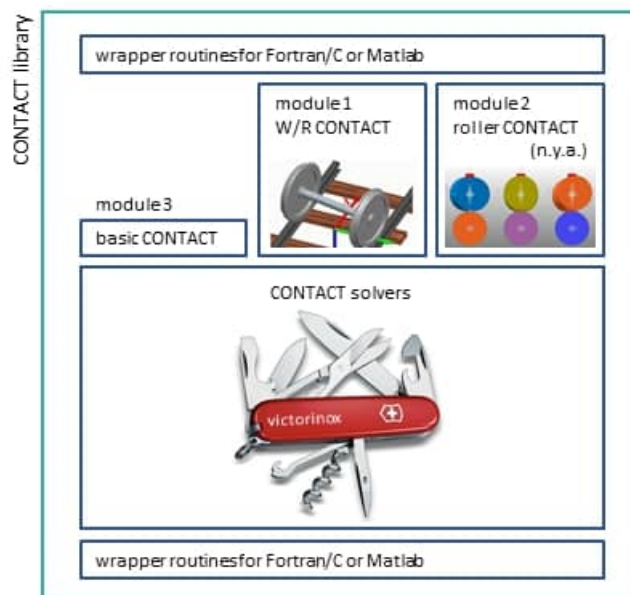 CONTACT library
wrapper routinesfor Fortran/C or Matlab
module 1
W/R CONTACT
module 2
roller CONTACT
(n.y.a.)
module 3
basic CONTACT
CONTACT solvers
victorinox
wrapper routinesfor Fortran/C or Matlab